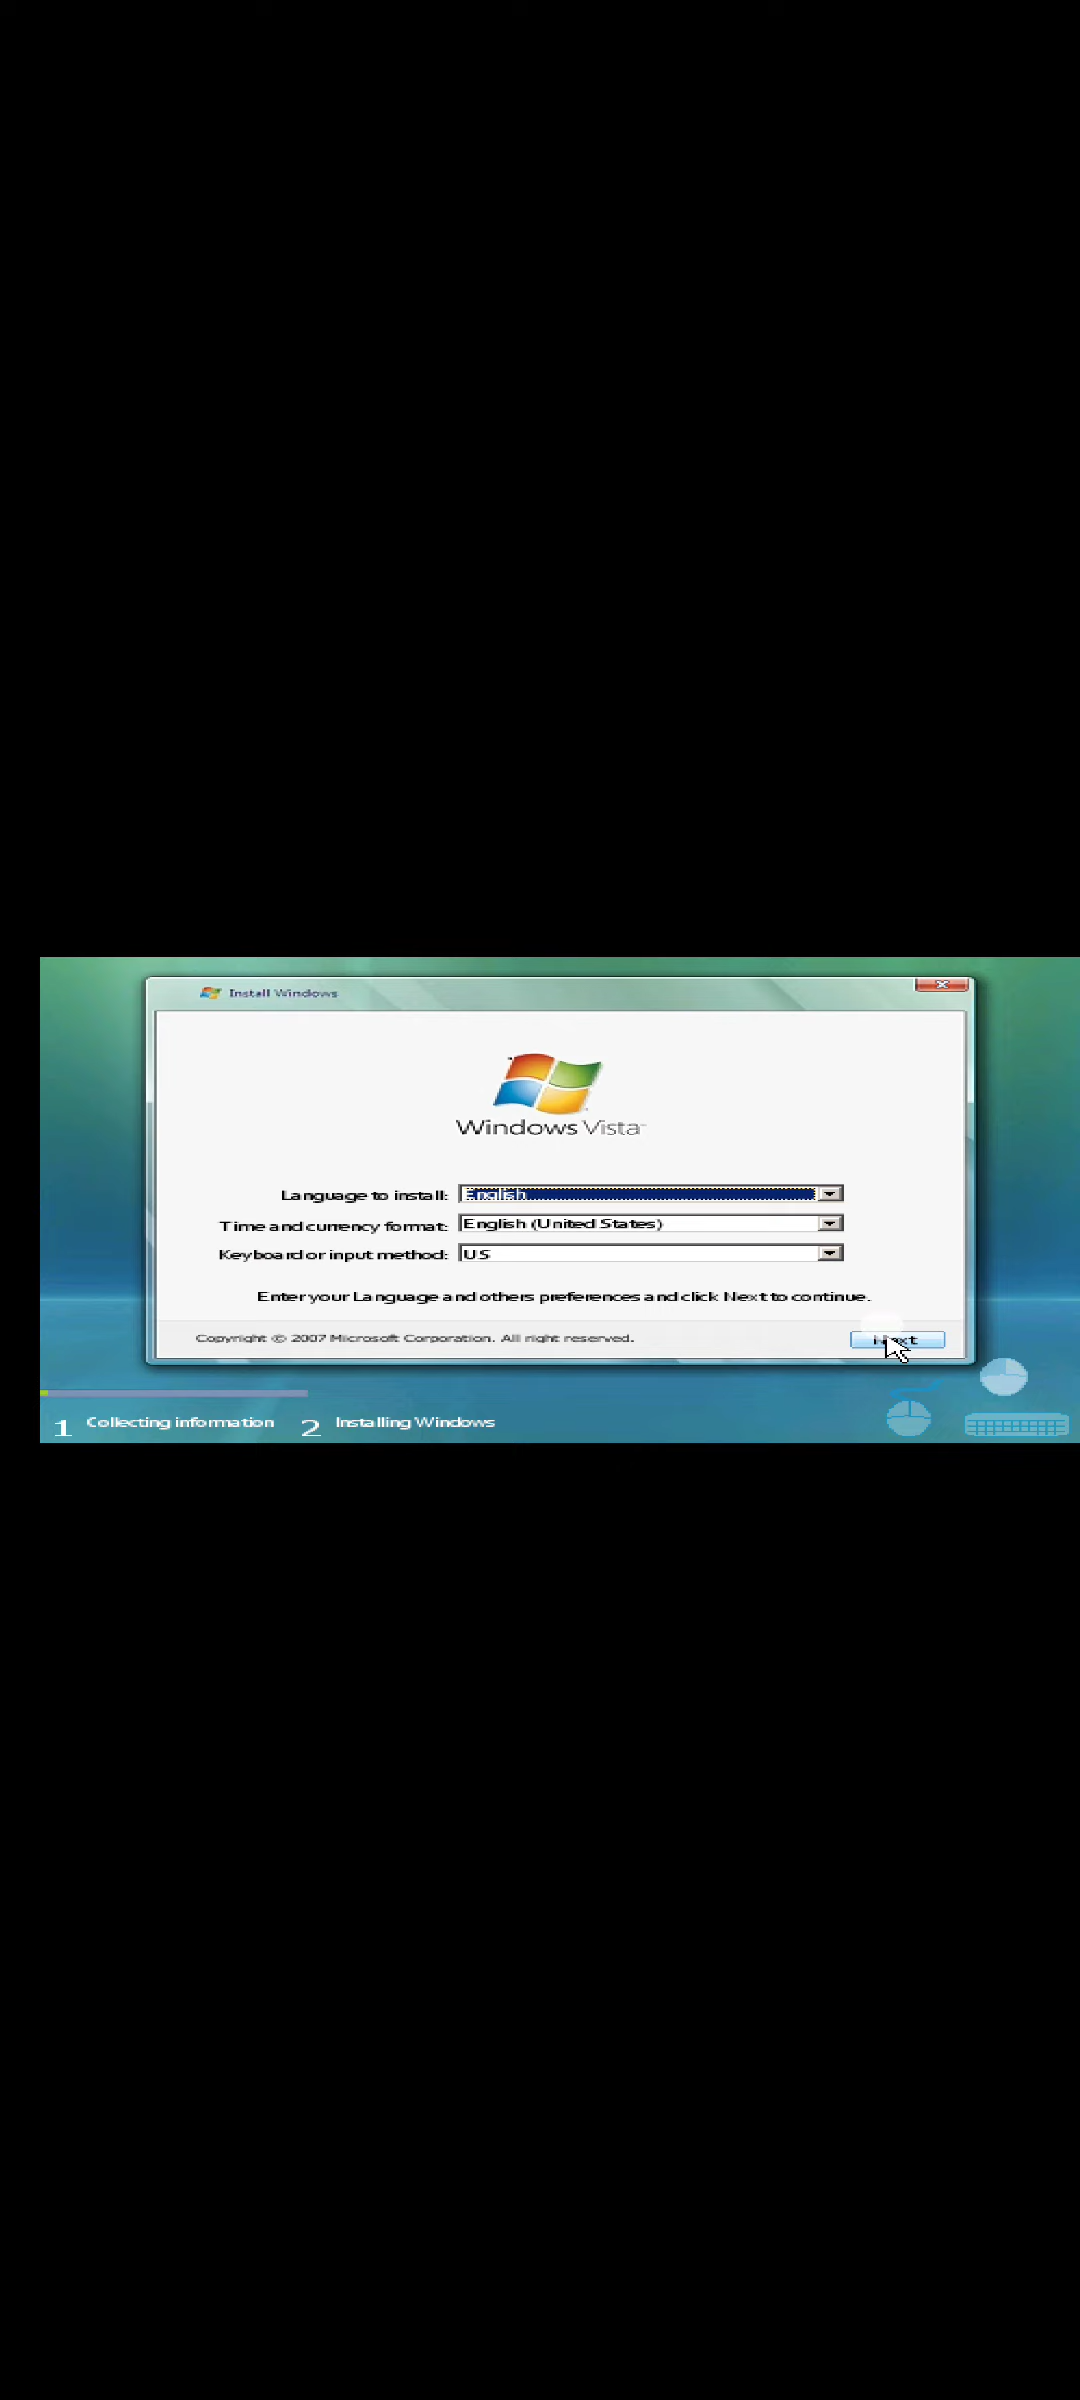 Install Windows
Windows Vista™
Language to install: English
Time and currency format: English (United States)
Keyboard or input method: US
Enter your Language and others preferences and click Next to continue.
Copyright © 2007 Microsoft Corporation. All right reserved.
Next
1 Collecting information 2 Installing Windows